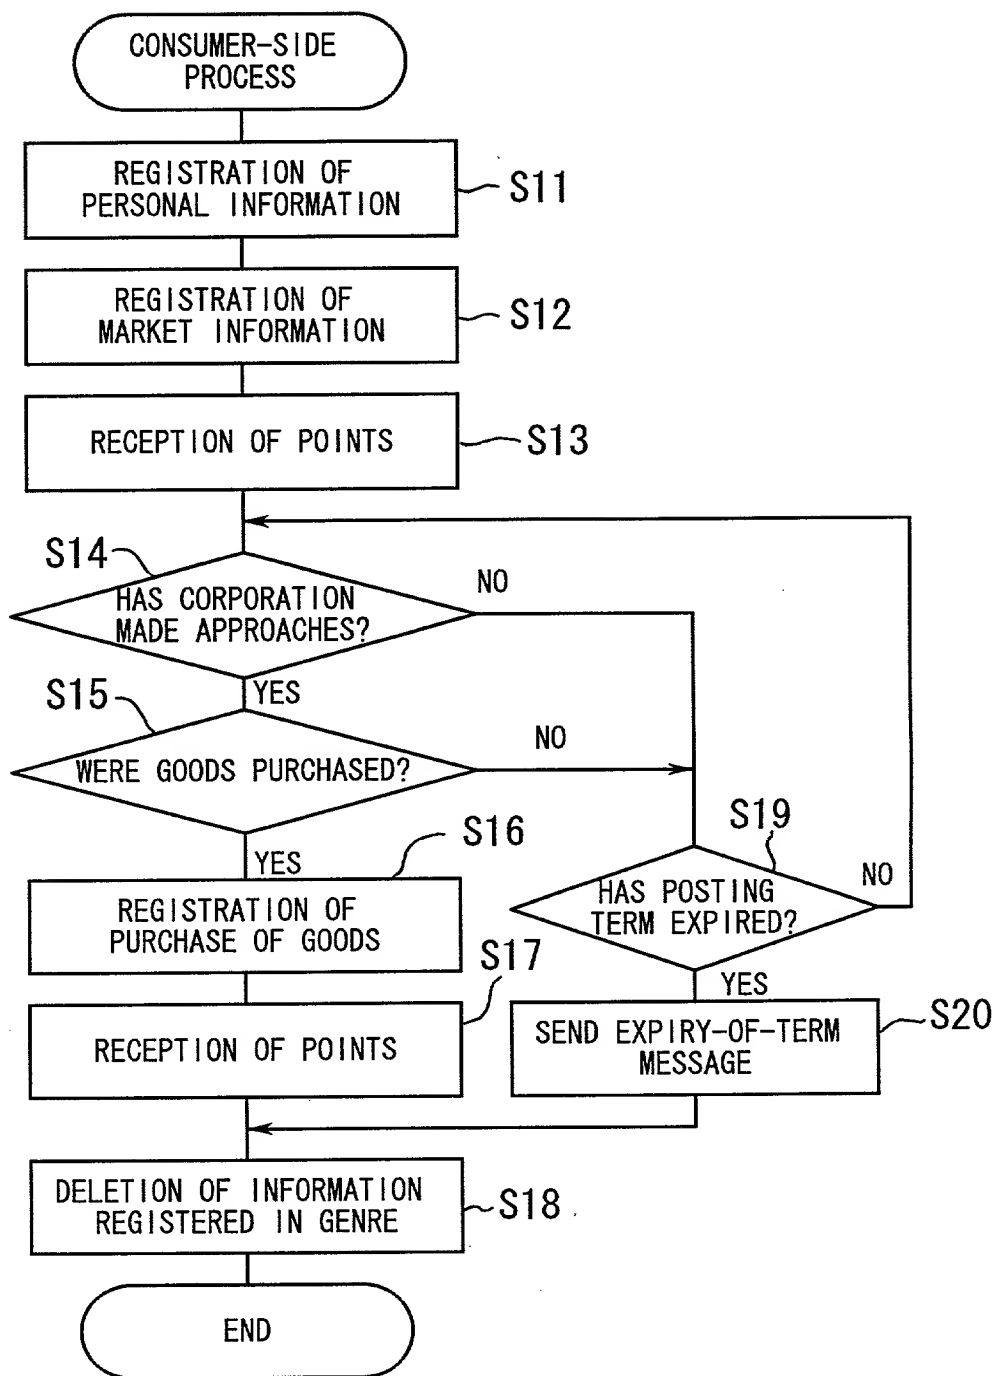 CONSUMER-SIDE
PROCESS
REGISTRATION OF
PERSONAL INFORMATION
S11
REGISTRATION OF
MARKET INFORMATION
S12
RECEPTION OF POINTS
S13
S14
HAS CORPORATION
MADE APPROACHES?
NO
YES
S15
WERE GOODS PURCHASED?
NO
YES
S16
REGISTRATION OF
PURCHASE OF GOODS
S19
HAS POSTING
TERM EXPIRED?
NO
YES
S17
RECEPTION OF POINTS
SEND EXPIRY-OF-TERM
MESSAGE
S20
DELETION OF INFORMATION
REGISTERED IN GENRE
S18
END